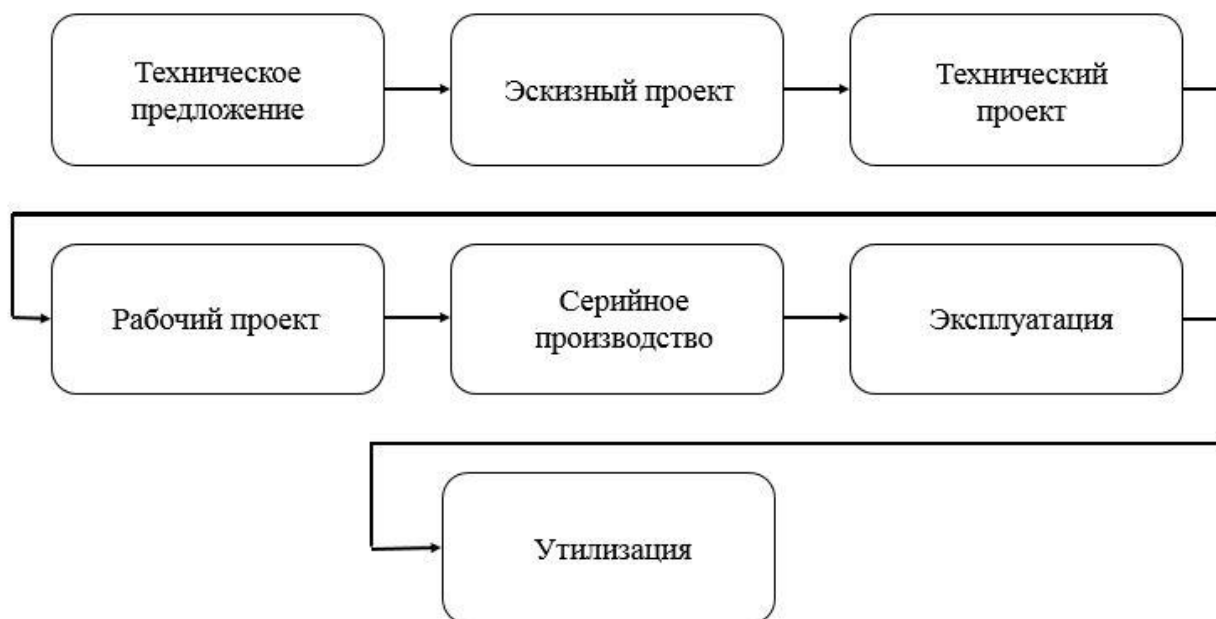 Техническое
предложение
Эскизный проект
Технический
проект
Рабочий проект
Серийное
производство
Эксплуатация
Утилизация